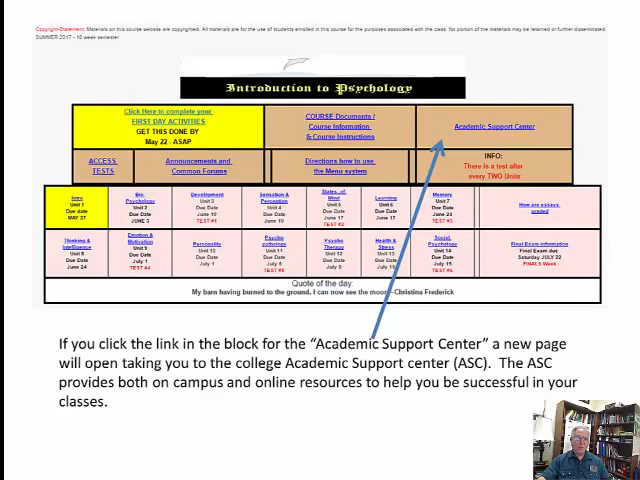 Copyright-Statement: Materials on this course website are copyrighted. All materials are for the use of students enrolled in this course for the purposes associated with the class. No portion of the materials may be retained or further disseminated.
SUMMER 2017 - 10 week semester
Introduction to Psychology
Click Here to complete your
FIRST DAY ACTIVITIES
GET THIS DONE BY
May 22 - ASAP
COURSE Documents /
Course Information
& Course Instructions
Academic Support Center
ACCESS
TESTS
Announcements and
Common Forums
Directions how to use
the Menu system
INFO:
There is a test after
every TWO Units
Intro
Unit 1
Due date
MAY 27
Bio
Psychology
Unit 2
Due Date
JUNE 3
Development
Unit 3
Due Date
June 10
TEST #1
Sensation &
Perception
Unit 4
Due Date
June 10
States of
Mind
Unit 5
Due Date
June 17
TEST #2
Learning
Unit 6
Due Date
June 17
Memory
Unit 7
Due Date
June 24
TEST #3
How are essays
graded
Thinking &
Intelligence
Unit 8
Due Date
June 24
Emotion &
Motivation
Unit 9
Due Date
July 1
TEST #4
Personality
Unit 10
Due Date
July 1
Psycho
pathology
Unit 11
Due Date
July 8
TEST #5
Psycho
Therapy
Unit 12
Due Date
July 8
Health &
Stress
Unit 13
Due Date
July 15
Social
Psychology
Unit 14
Due Date
July 15
TEST #6
Final Exam Information
Final Exam due
Saturday JULY 22
FINALS Week
Quote of the day:
My barn having burned to the ground, I can now see the moon --Christina Frederick
If you click the link in the block for the “Academic Support Center” a new page
will open taking you to the college Academic Support center (ASC). The ASC
provides both on campus and online resources to help you be successful in your
classes.